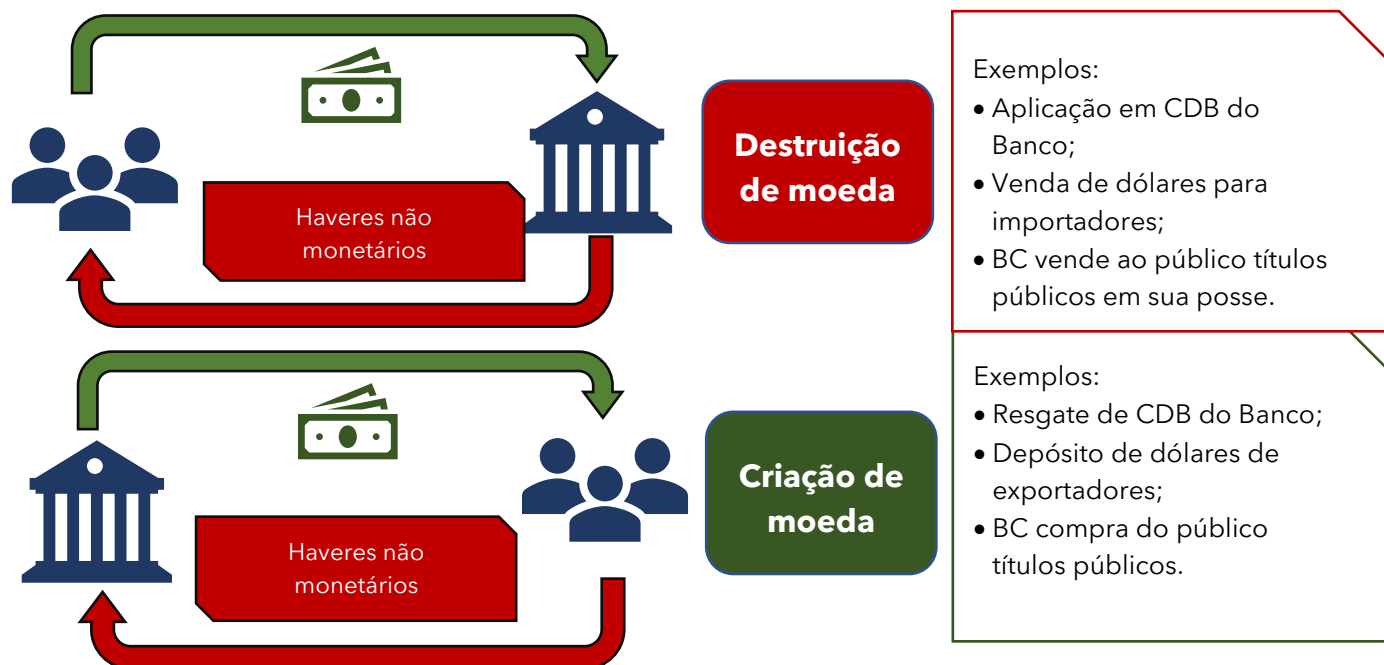 Haveres não
monetários
Destruição
de moeda
Exemplos:
• Aplicação em CDB do
Banco;
• Venda de dólares para
importadores;
• BC vende ao público títulos
públicos em sua posse.
Haveres não
monetários
Criação de
moeda
Exemplos:
• Resgate de CDB do Banco;
• Depósito de dólares de
exportadores;
• BC compra do público
títulos públicos.